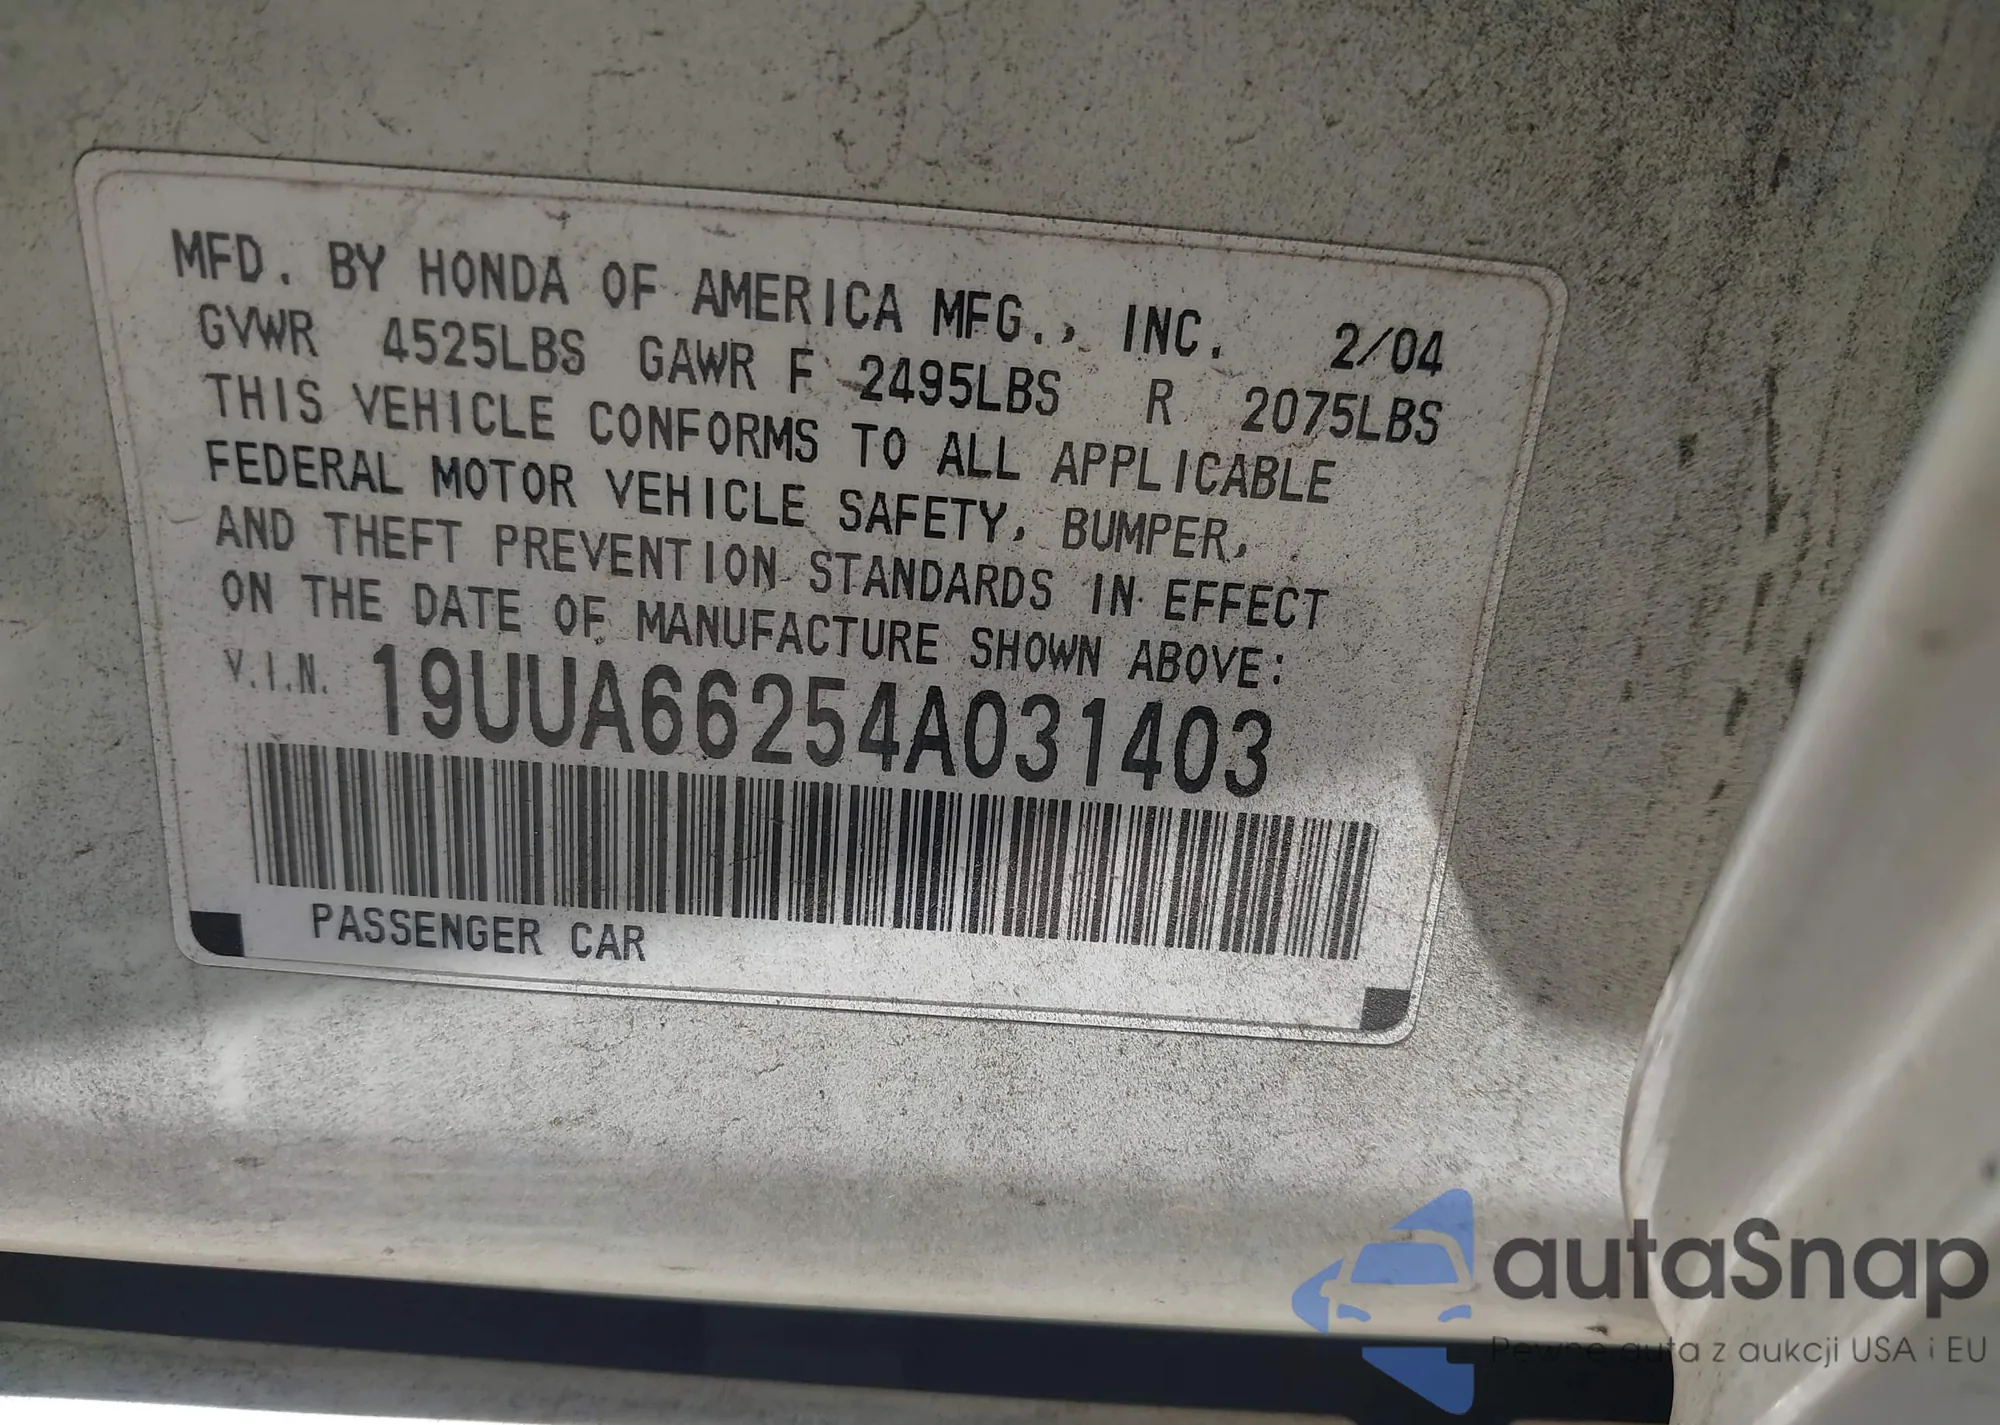 MFD. BY HONDA OF AMERICA MFG., INC. 2/04
GVWR 4525LBS GAWR F 2495LBS R 2075LBS
THIS VEHICLE CONFORMS TO ALL APPLICABLE
FEDERAL MOTOR VEHICLE SAFETY, BUMPER,
AND THEFT PREVENTION STANDARDS IN EFFECT
ON THE DATE OF MANUFACTURE SHOWN ABOVE:
V.I.N. 19UUA66254A031403
PASSENGER CAR
autaSnap
Pewne auta z aukcji USA i EU